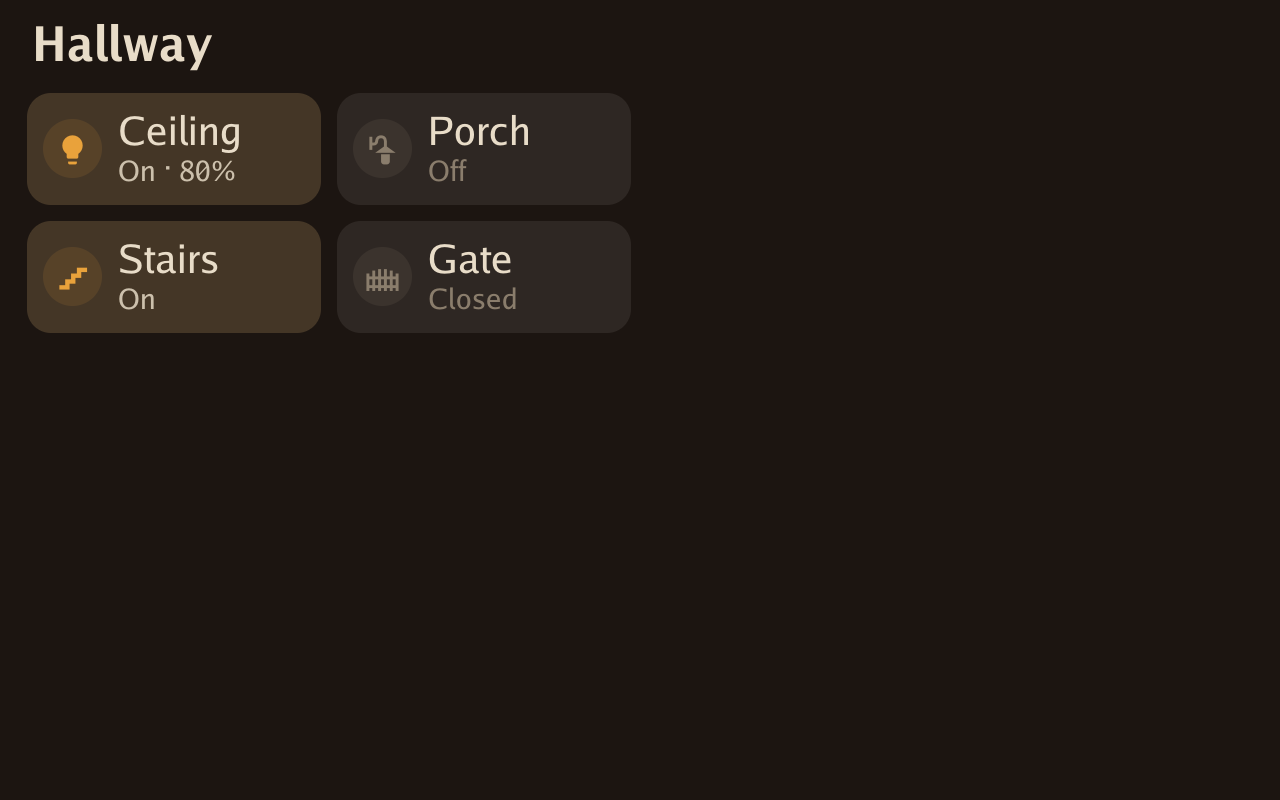 Hallway
Ceiling
On · 80%
Porch
Off
Stairs
On
Gate
Closed